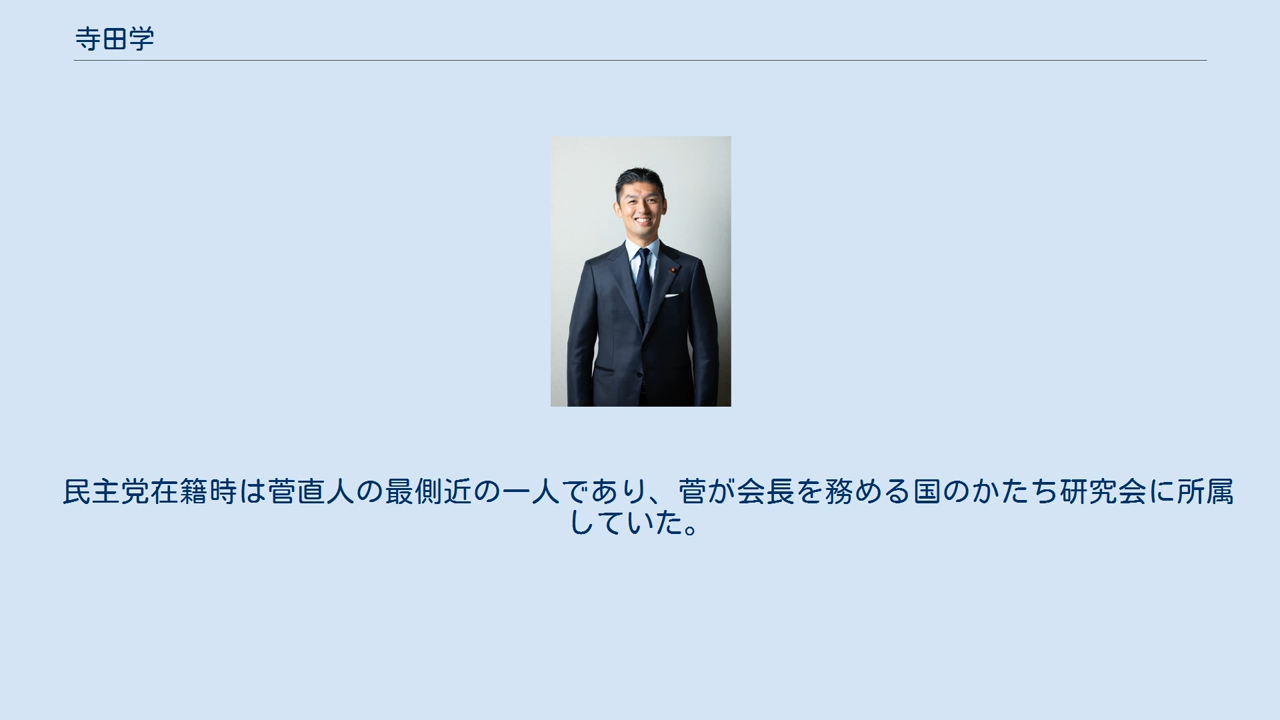 寺田学
民主党在籍時は菅直人の最側近の一人であり、菅が会長を務める国のかたち研究会に所属
していた。